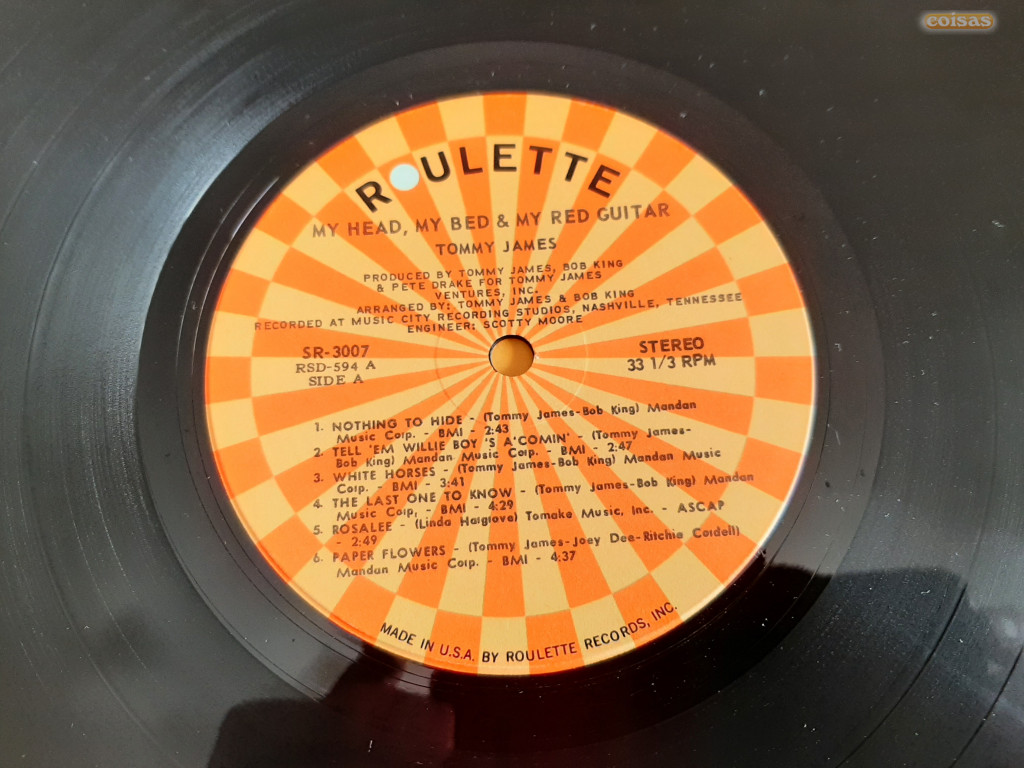 coisas
ROULETTE
MY HEAD, MY BED & MY RED GUITAR
TOMMY JAMES
PRODUCED BY TOMMY JAMES, BOB KING
& PETE DRAKE FOR TOMMY JAMES
VENTURES, INC.
ARRANGED BY: TOMMY JAMES & BOB KING
RECORDED AT MUSIC CITY RECORDING STUDIOS, NASHVILLE, TENNESSEE
ENGINEER: SCOTTY MOORE
SR-3007
RSD-594 A
SIDE A
STEREO
33 1/3 RPM
1. NOTHING TO HIDE - (Tommy James-Bob King) Mandan
Music Corp. - BMI - 2:43
2. TELL 'EM WILLIE BOY 'S A'COMIN' - (Tommy James-
Bob King) Mandan Music Corp. - BMI - 2:47
3. WHITE HORSES - (Tommy James-Bob King) Mandan Music
Corp. - BMI - 3:41
4. THE LAST ONE TO KNOW - (Tommy James-Bob King) Mandan
Music Corp, - BMI - 4:29
5. ROSALEE - (Linda Hargrove) Tomake Music, Inc. - ASCAP
- 2:49
6. PAPER FLOWERS - (Tommy James-Joey Dee-Ritchie Cordell)
Mandan Music Corp. - BMI - 4:37
MADE IN U.S.A. BY ROULETTE RECORDS, INC.